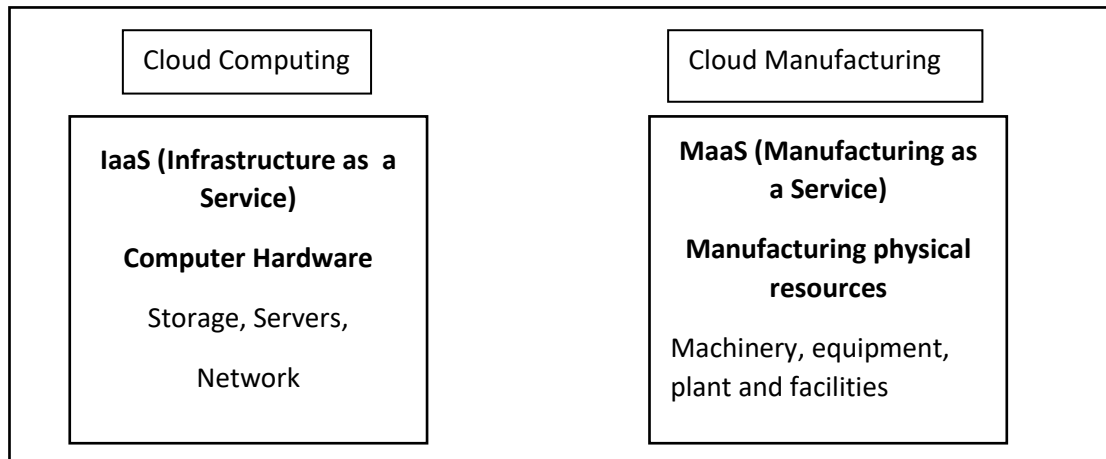 Cloud Computing
IaaS (Infrastructure as a
Service)
Computer Hardware
Storage, Servers,
Network
Cloud Manufacturing
MaaS (Manufacturing as
a Service)
Manufacturing physical
resources
Machinery, equipment,
plant and facilities